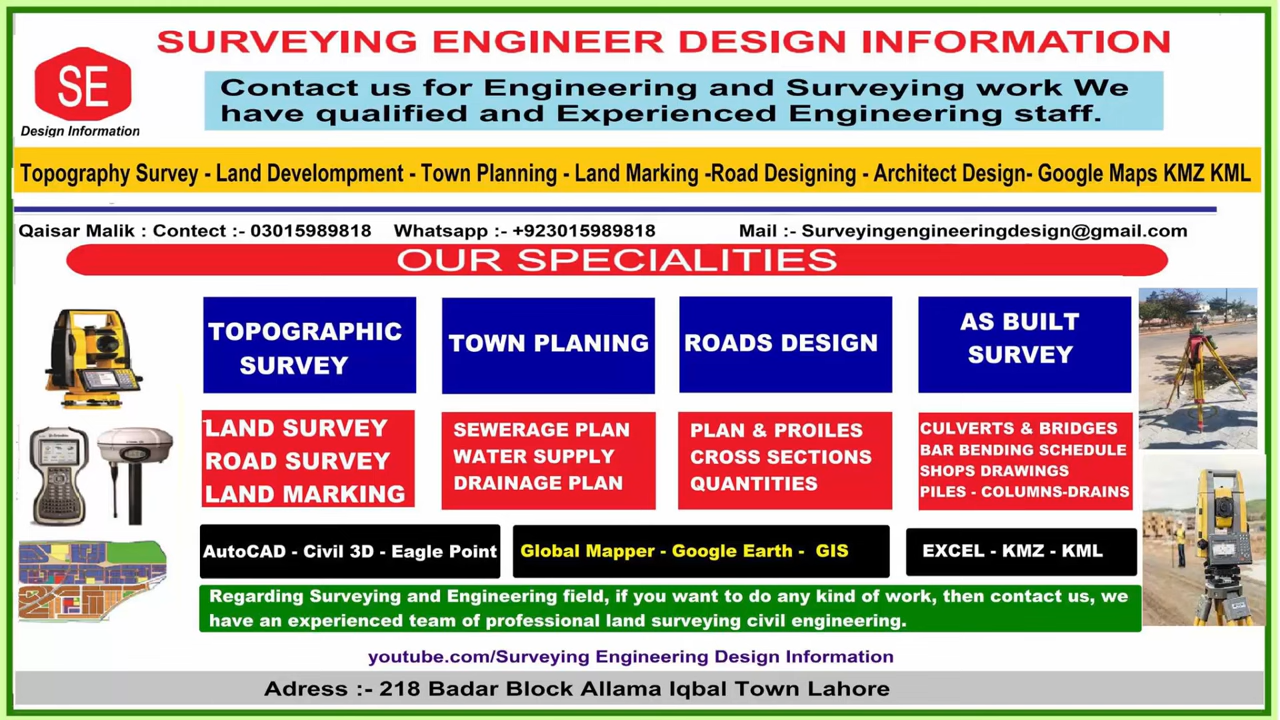 SURVEYING ENGINEER DESIGN INFORMATION
SE
Design Information
Contact us for Engineering and Surveying work We
have qualified and Experienced Engineering staff.
Topography Survey - Land Develompment - Town Planning - Land Marking -Road Designing - Architect Design- Google Maps KMZ KML
Qaisar Malik : Contect :- 03015989818 Whatsapp :- +923015989818 Mail :- Surveyingengineeringdesign@gmail.com
OUR SPECIALITIES
TOPOGRAPHIC
SURVEY
TOWN PLANING
ROADS DESIGN
AS BUILT
SURVEY
LAND SURVEY
ROAD SURVEY
LAND MARKING
SEWERAGE PLAN
WATER SUPPLY
DRAINAGE PLAN
PLAN & PROILES
CROSS SECTIONS
QUANTITIES
CULVERTS & BRIDGES
BAR BENDING SCHEDULE
SHOPS DRAWINGS
PILES - COLUMNS-DRAINS
AutoCAD - Civil 3D - Eagle Point
Global Mapper - Google Earth - GIS
EXCEL - KMZ - KML
Regarding Surveying and Engineering field, if you want to do any kind of work, then contact us, we
have an experienced team of professional land surveying civil engineering.
youtube.com/Surveying Engineering Design Information
Adress :- 218 Badar Block Allama Iqbal Town Lahore